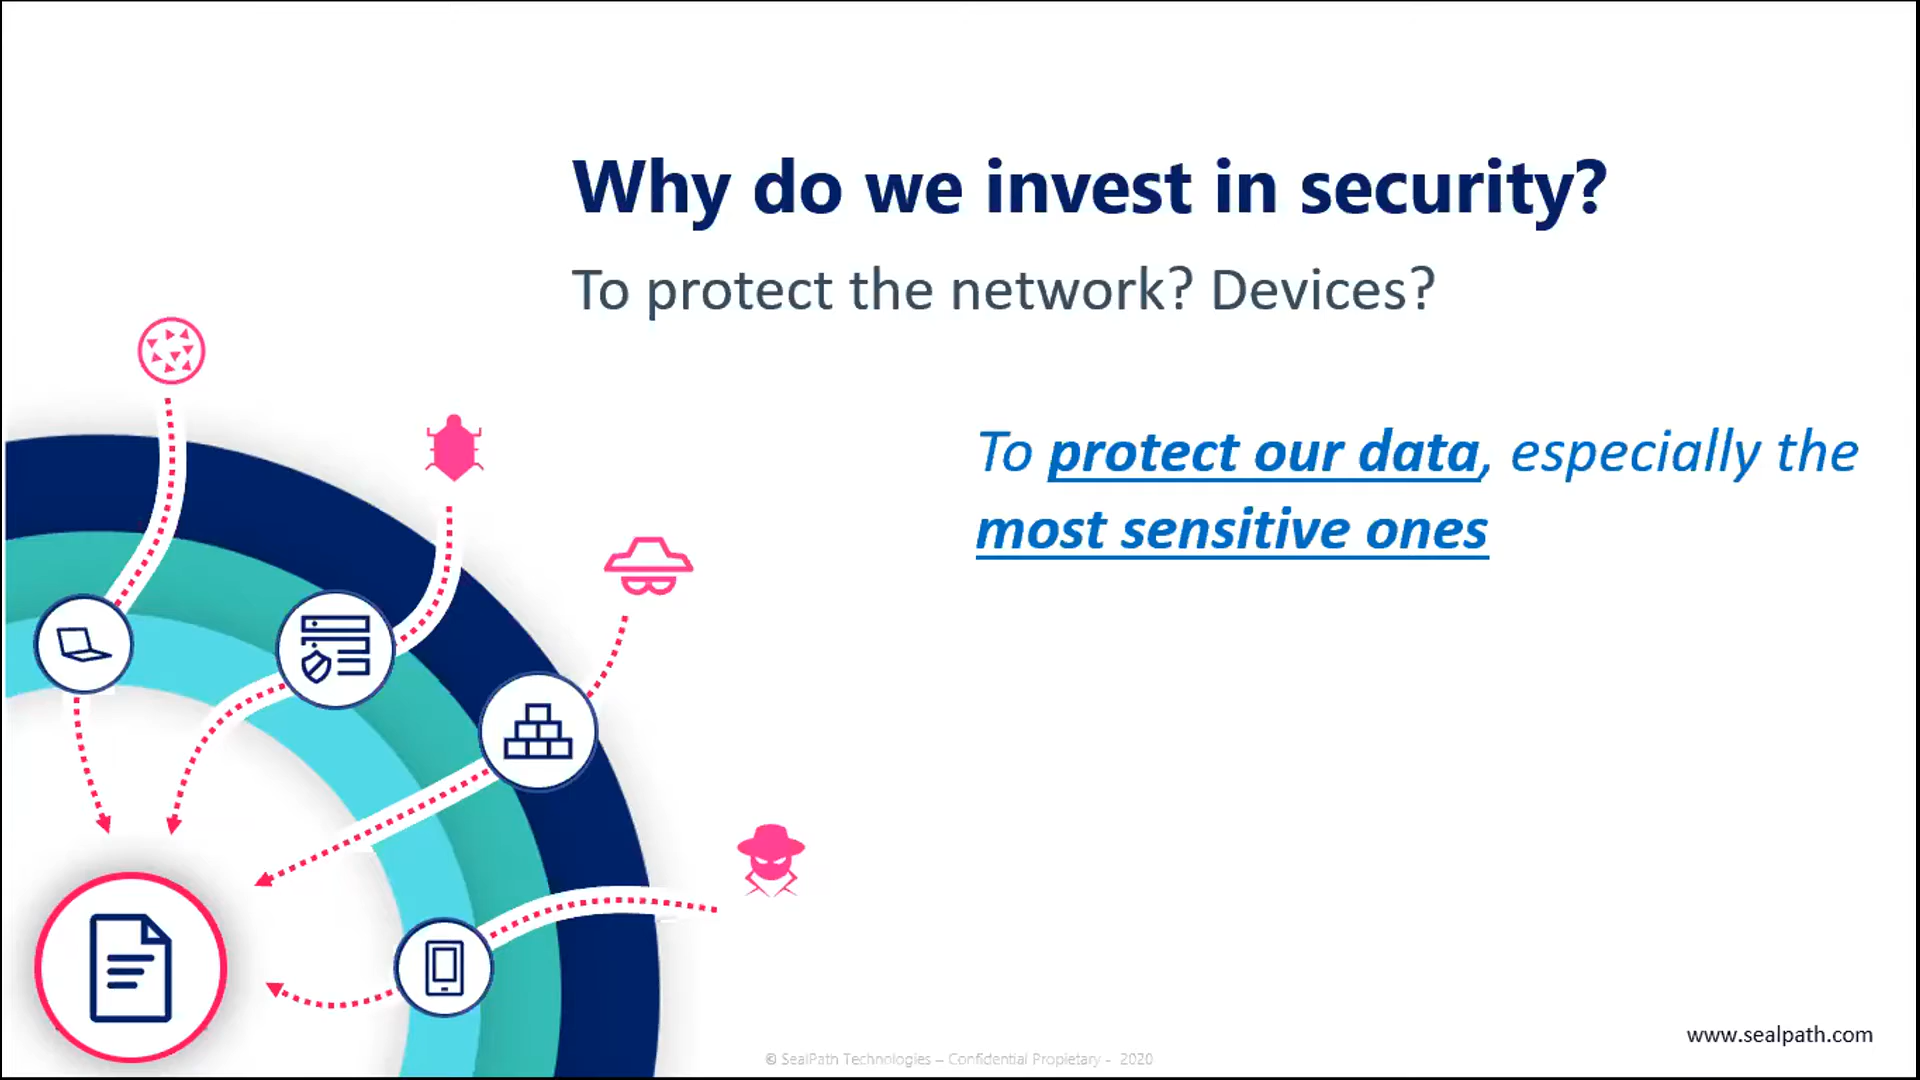 Why do we invest in security?
To protect the network? Devices?
To protect our data, especially the
most sensitive ones
www.sealpath.com
© SealPath Technologies – Confidential Propietary - 2020